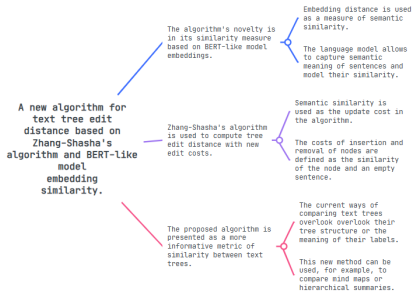 A new algorithm for
text tree edit
distance based on
Zhang-Shasha's
algorithm and BERT-like
model
embedding
similarity.
The algorithm's novelty is
in its similarity measure
based on BERT-like model
embeddings.
Embedding distance is used
as a measure of semantic
similarity.
The language model allows
to capture semantic
meaning of sentences and
model their similarity.
Zhang-Shasha's algorithm
is used to compute tree
edit distance with new
edit costs.
Semantic similarity is
used as the update cost in
the algorithm.
The costs of insertion and
removal of nodes are
defined as the similarity
of the node and an empty
sentence.
The proposed algorithm is
presented as a more
informative metric of
similarity between text
trees.
The current ways of
comparing text trees
overlook overlook their
tree structure or the
meaning of their labels.
This new method can be
used, for example, to
compare mind maps or
hierarchical summaries.